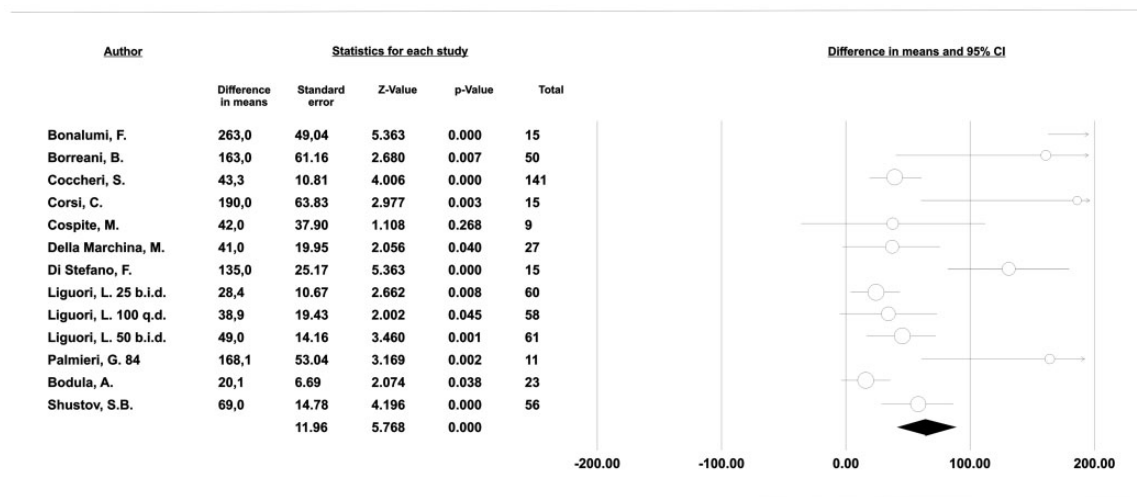 Author Statistics for each study Difference in means and 95% CI
Difference in means Standard error Z-Value p-Value Total
Bonalumi, F. 263,0 49,04 5.363 0.000 15
Borreani, B. 163,0 61.16 2.680 0.007 50
Coccheri, S. 43,3 10.81 4.006 0.000 141
Corsi, C. 190,0 63.83 2.977 0.003 15
Cospite, M. 42,0 37.90 1.108 0.268 9
Della Marchina, M. 41,0 19.95 2.056 0.040 27
Di Stefano, F. 135,0 25.17 5.363 0.000 15
Liguori, L. 25 b.i.d. 28,4 10.67 2.662 0.008 60
Liguori, L. 100 q.d. 38,9 19.43 2.002 0.045 58
Liguori, L. 50 b.i.d. 49,0 14.16 3.460 0.001 61
Palmieri, G. 84 168,1 53.04 3.169 0.002 11
Bodula, A. 20,1 6.69 2.074 0.038 23
Shustov, S.B. 69,0 14.78 4.196 0.000 56
11.96 5.768 0.000
-200.00 -100.00 0.00 100.00 200.00